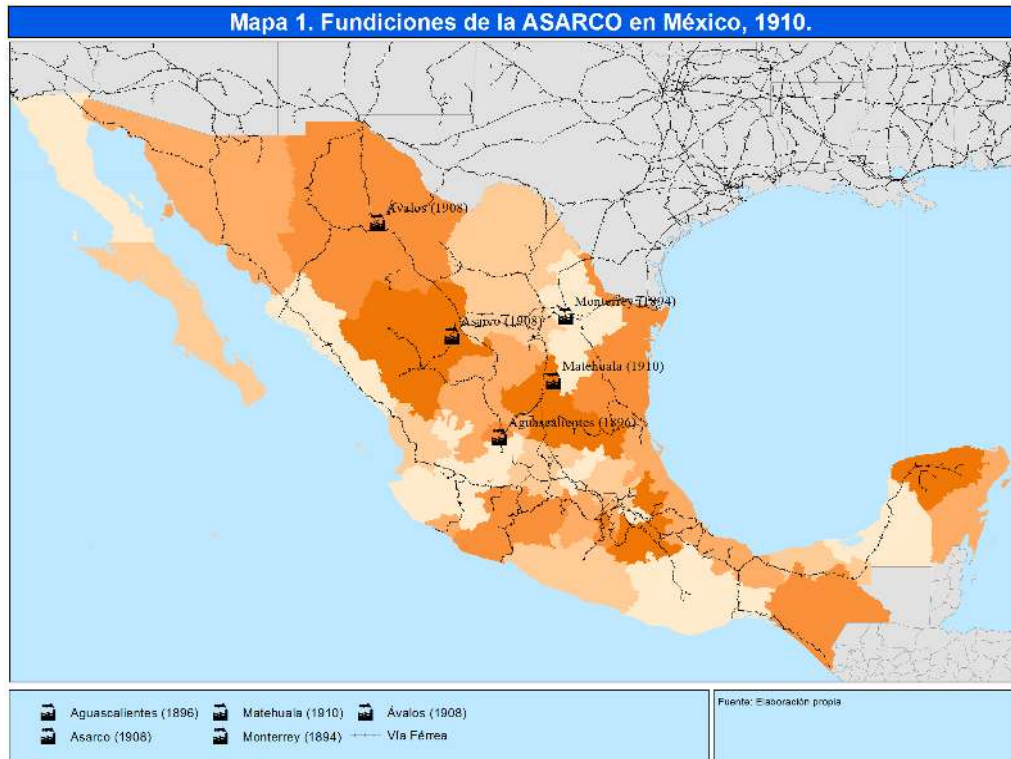 Mapa 1. Fundiciones de la ASARCO en México, 1910.
Ávalos (1908)
Monterrey (1894)
Asarco (1908)
Matehuala (1910)
Aguascalientes (1896)
Aguascalientes (1896)
Matehuala (1910)
Ávalos (1908)
Asarco (1908)
Monterrey (1894)
Vía Férrea
Fuente: Elaboración propia